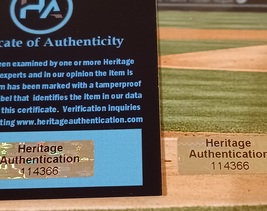 HA
ate of Authenticity
een examined by one or more Heritage
experts and in our opinion the item is
m has been marked with a tamperproof
bel that identifies the item in our data
this certificate. Verification inquiries
ting www.heritageauthentication.com
Heritage
Authentication
114366
Heritage
Authentication
114366